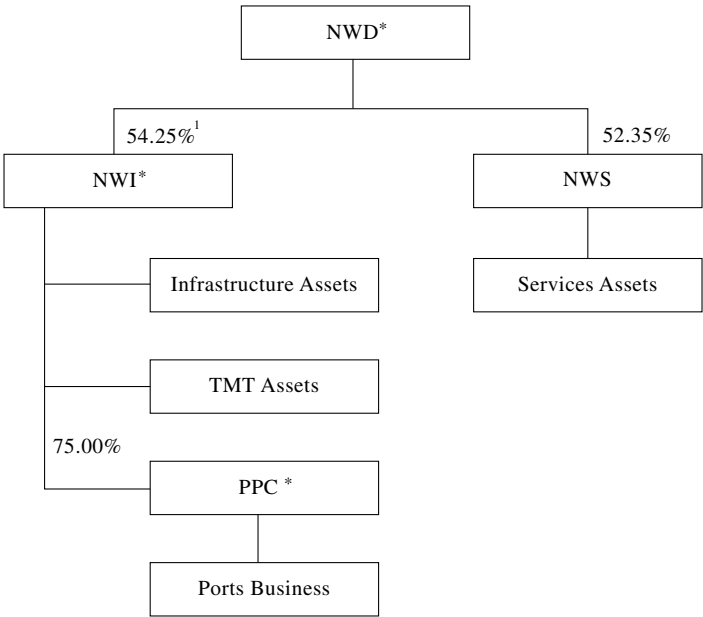 NWD*
54.25%¹
52.35%
NWI*
NWS
Infrastructure Assets
Services Assets
TMT Assets
75.00%
PPC *
Ports Business